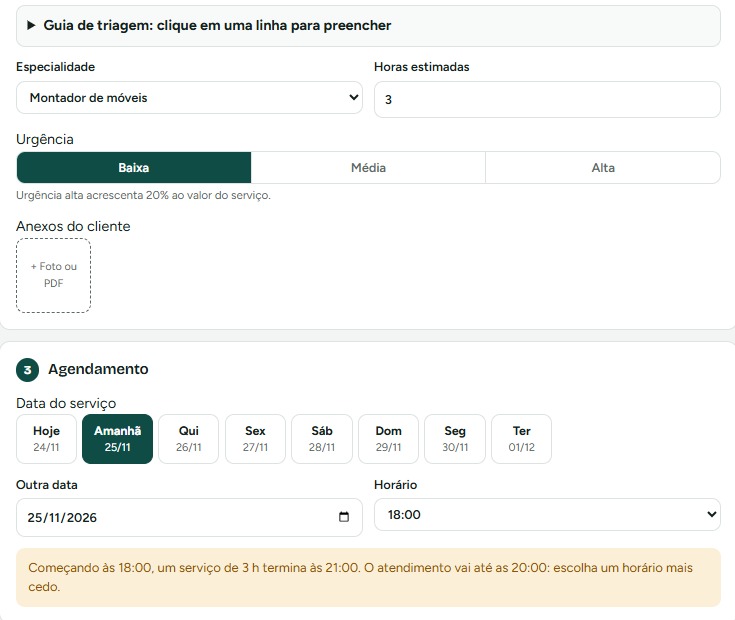 ▶ Guia de triagem: clique em uma linha para preencher
Especialidade
Horas estimadas
Montador de móveis
3
Urgência
Baixa
Média
Alta
Urgência alta acrescenta 20% ao valor do serviço.
Anexos do cliente
+ Foto ou
PDF
3 Agendamento
Data do serviço
Hoje
24/11
Amanhã
25/11
Qui
26/11
Sex
27/11
Sáb
28/11
Dom
29/11
Seg
30/11
Ter
01/12
Outra data
Horário
25/11/2026
18:00
Começando às 18:00, um serviço de 3 h termina às 21:00. O atendimento vai até as 20:00: escolha um horário mais
cedo.